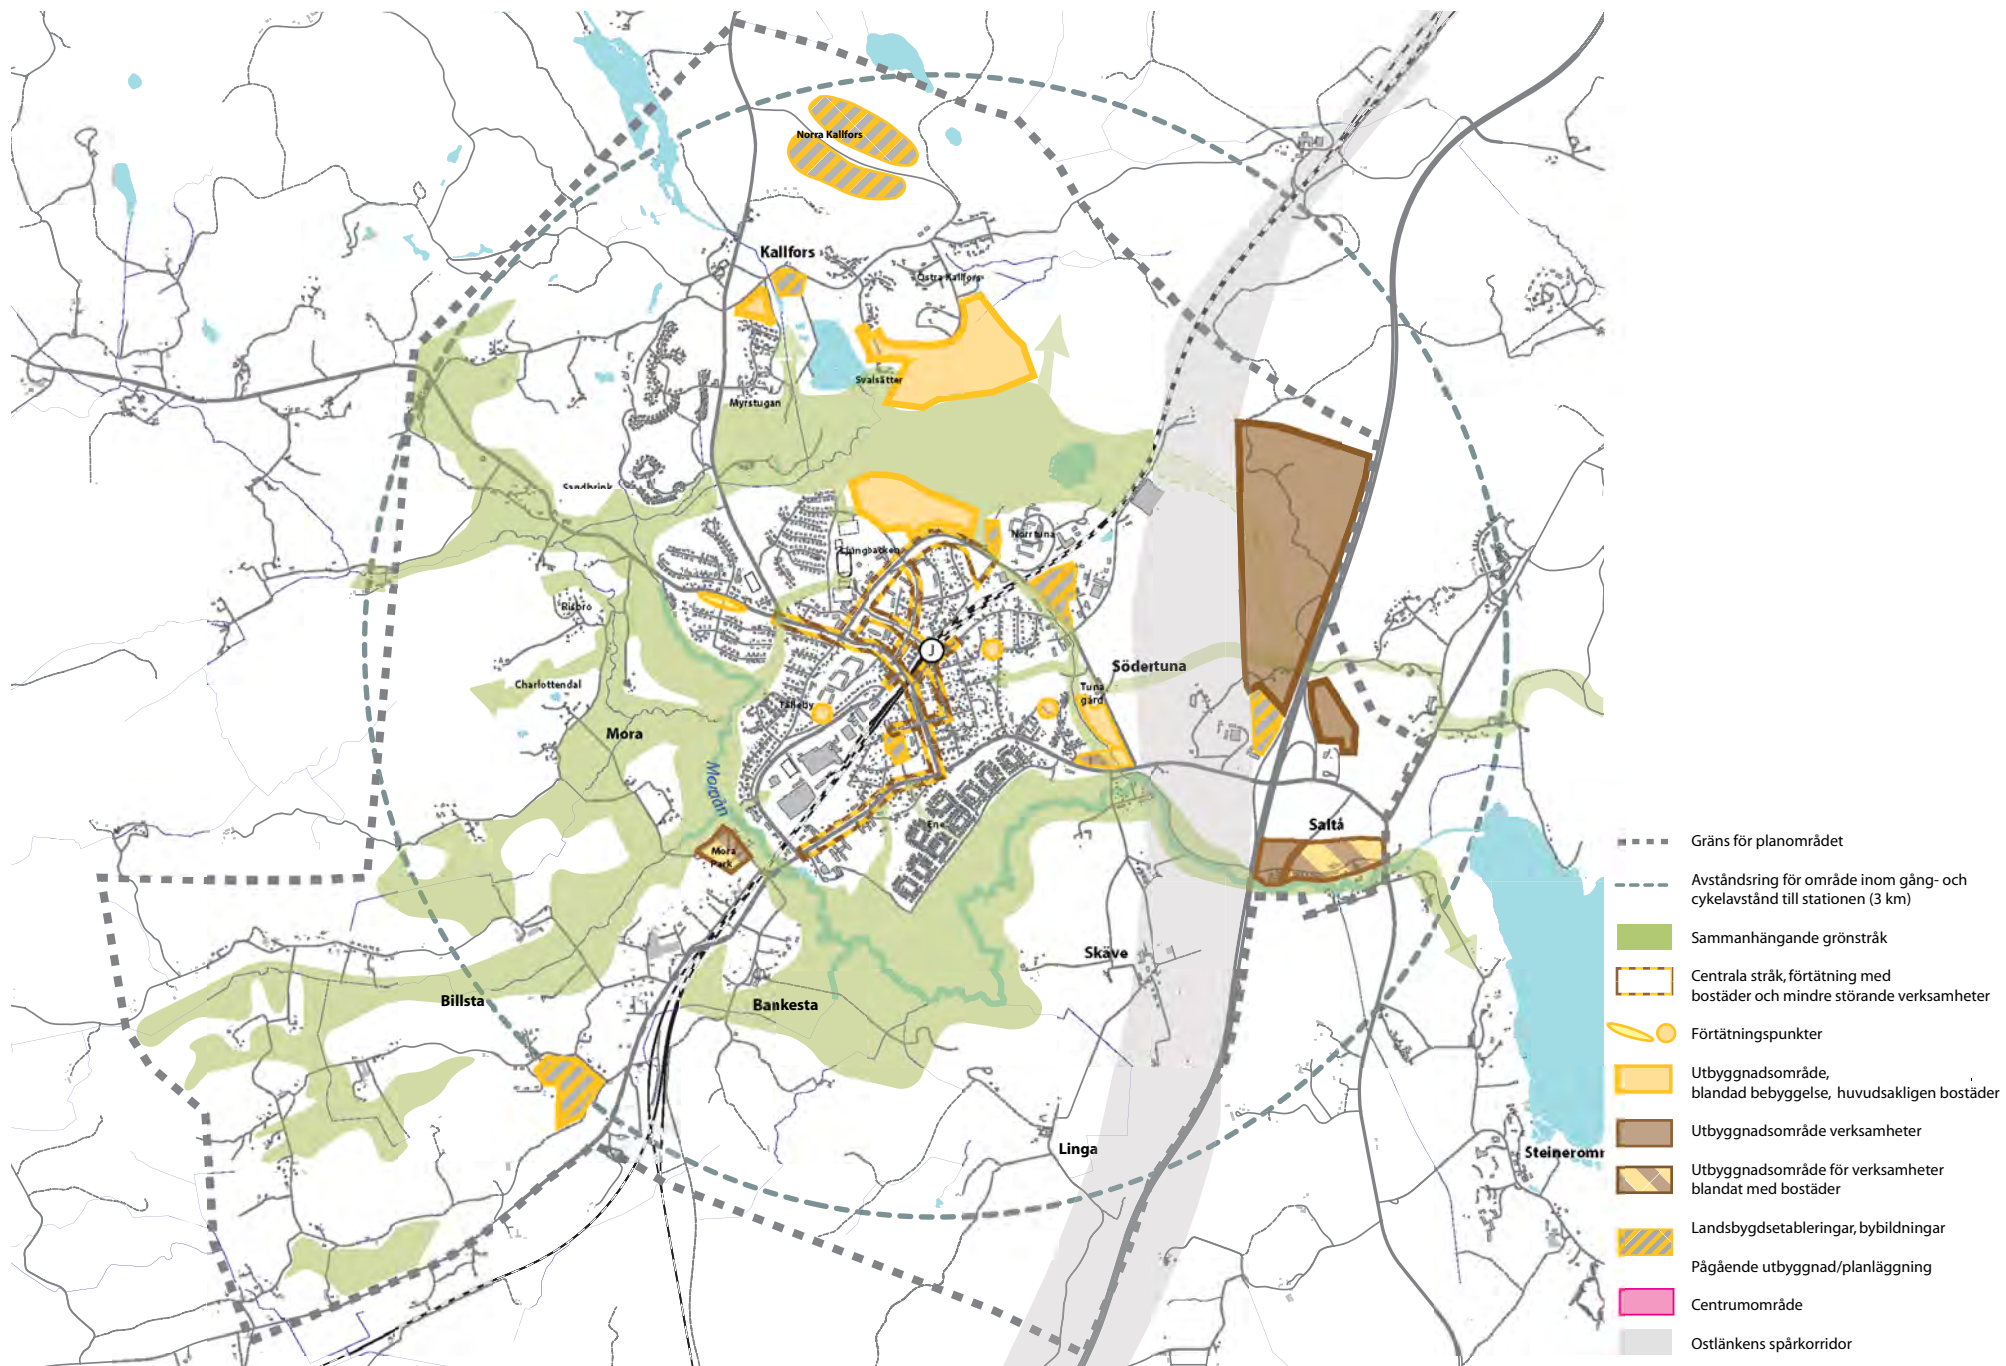 Norra Kallfors
Kallfors
Östra Kallfors
Svalsätter
Myrstugan
Sandbrink
Ljungbacken
Norrtuna
Risbro
J
Södertuna
Charlottendal
Tuna
gård
Tälleby
Mora
Moraån
Saltå
Ene
Mora
Park
Skäve
Billsta
Bankesta
Linga
Steineromr
Gräns för planområdet
Avståndsring för område inom gång- och
cykelavstånd till stationen (3 km)
Sammanhängande grönstråk
Centrala stråk, förtätning med
bostäder och mindre störande verksamheter
Förtätningspunkter
Utbyggnadsområde,
blandad bebyggelse, huvudsakligen bostäder
Utbyggnadsområde verksamheter
Utbyggnadsområde för verksamheter
blandat med bostäder
Landsbygdsetableringar, bybildningar
Pågående utbyggnad/planläggning
Centrumområde
Ostlänkens spårkorridor